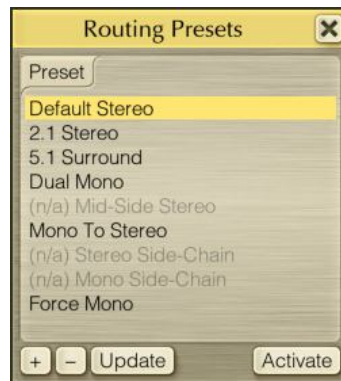 Routing Presets
Preset
Default Stereo
2.1 Stereo
5.1 Surround
Dual Mono
(n/a) Mid-Side Stereo
Mono To Stereo
(n/a) Stereo Side-Chain
(n/a) Mono Side-Chain
Force Mono
+ - Update Activate